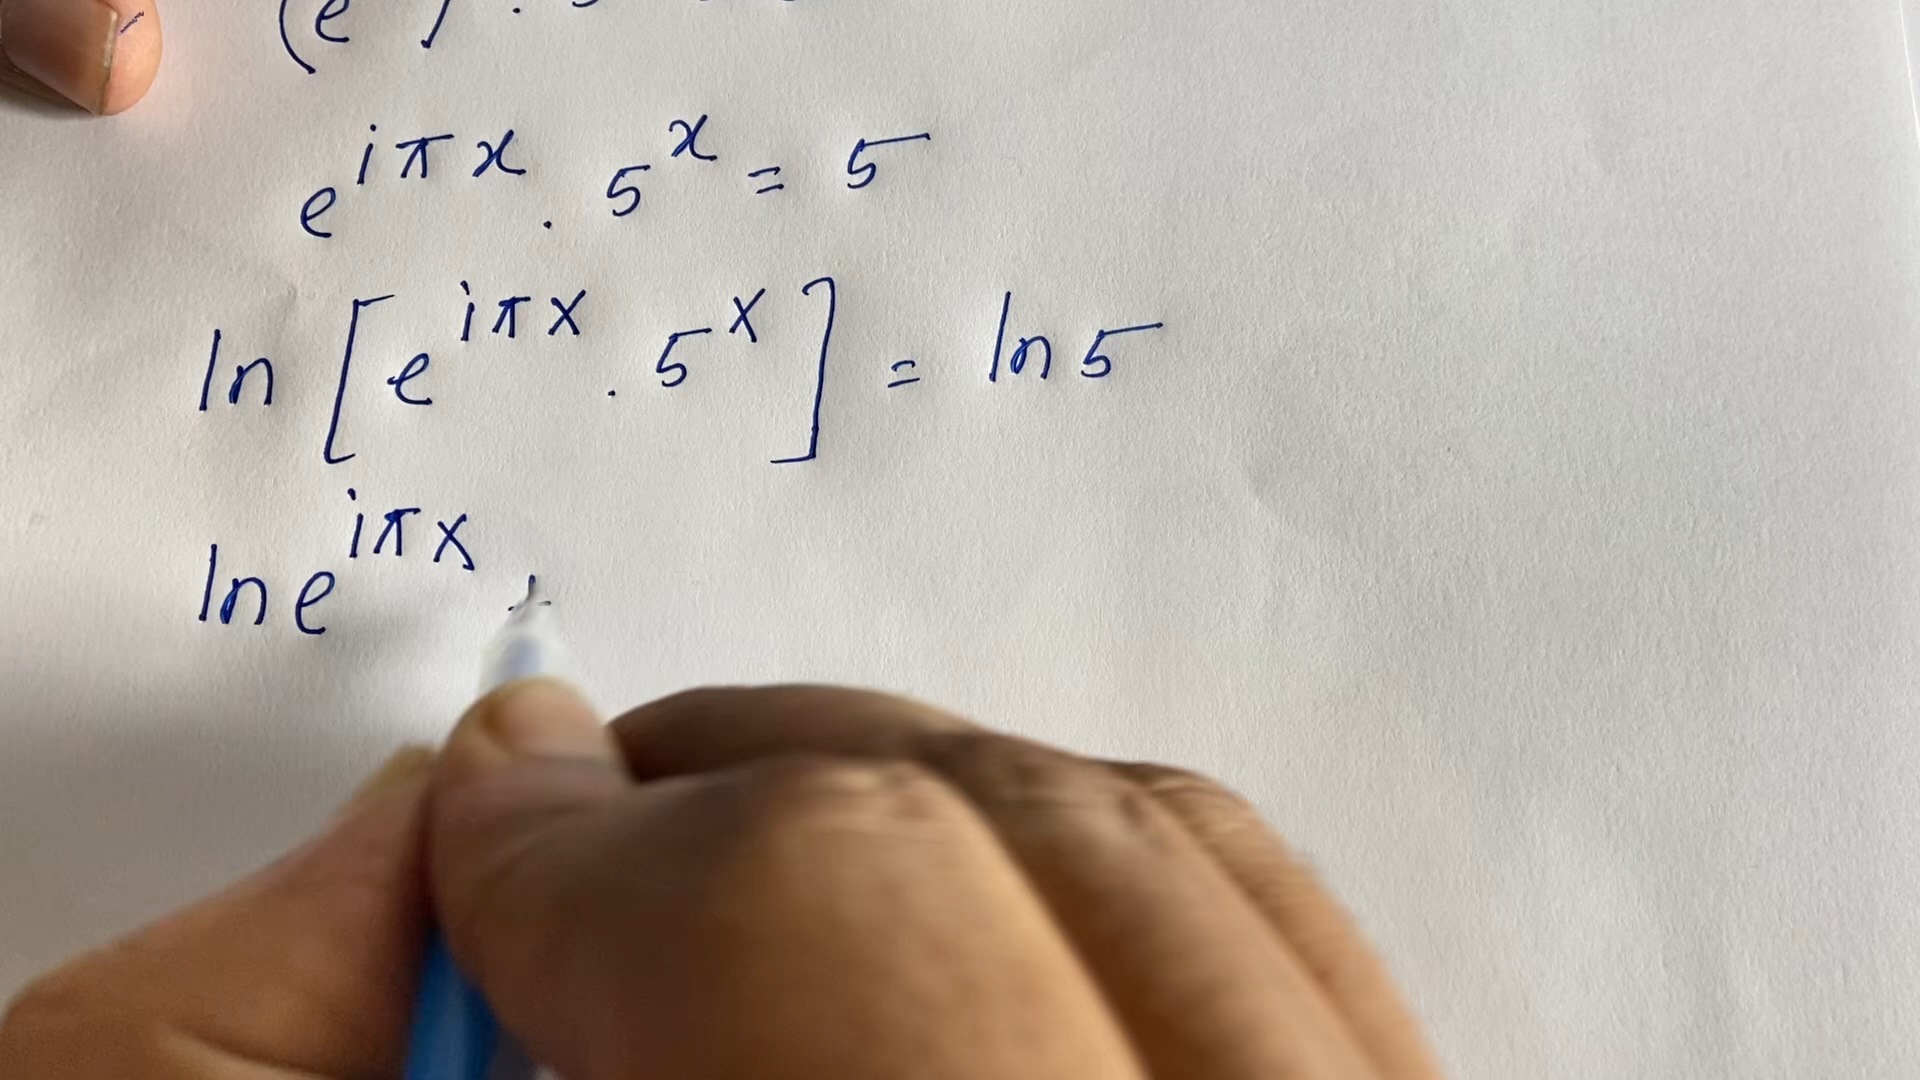 (e ) .
e^{iπx} . 5^x = 5
ln [e^{iπx} . 5^x] = ln 5
ln e^{iπx} +